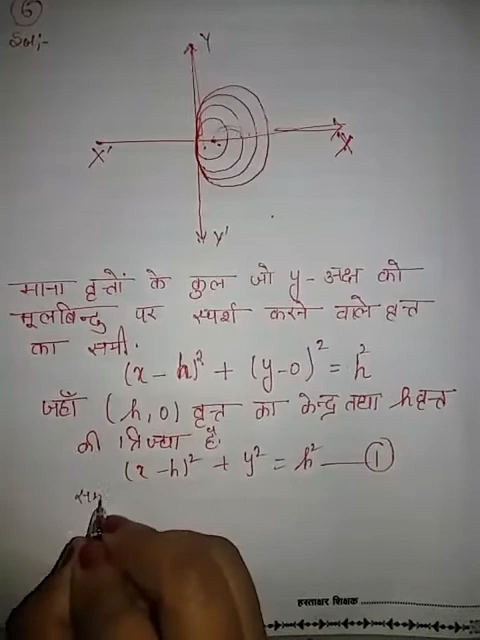 6
हल:-
Y
X'
X
Y'
माना वृत्तों के कुल जो y-अक्ष को
मूलबिन्दु पर स्पर्श करने वाले वृत्त
का समी.
(x - h)² + (y-0)² = h²
जहाँ (h,0) वृत्त का केन्द्र तथा h वृत्त
की त्रिज्या है
(x-h)² + y² = h² — ①
हस्ताक्षर शिक्षक